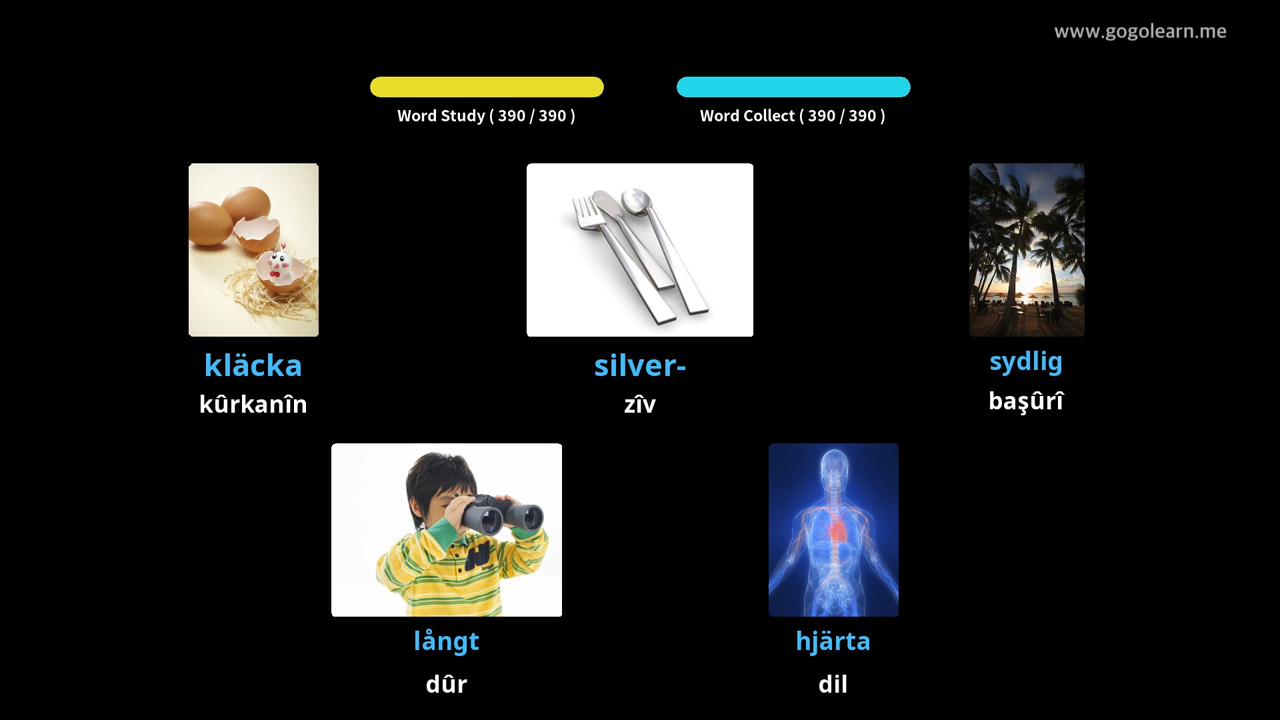 www.gogolearn.me
Word Study ( 390 / 390 )
Word Collect ( 390 / 390 )
kläcka
kûrkanîn
silver-
zîv
sydlig
başûrî
långt
dûr
hjärta
dil